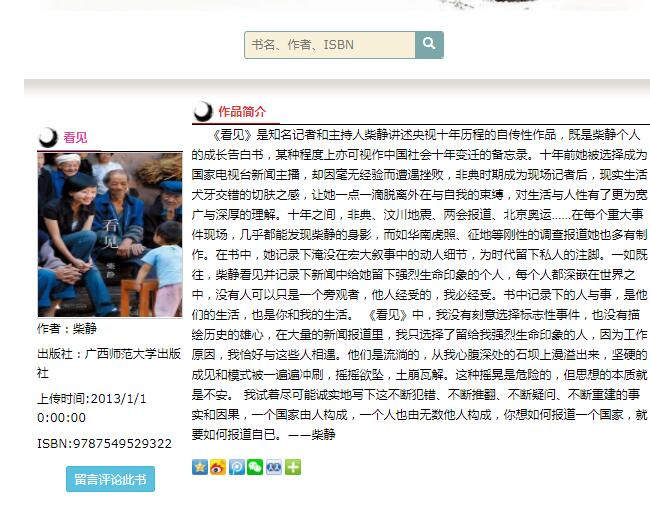 书名、作者、ISBN
看见
看见
柴静
作者：柴静
出版社：广西师范大学出版
社
上传时间:2013/1/1
0:00:00
ISBN:9787549529322
留言评论此书
作品简介
《看见》是知名记者和主持人柴静讲述央视十年历程的自传性作品，既是柴静个人
的成长告白书，某种程度上亦可视作中国社会十年变迁的备忘录。十年前她被选择成为
国家电视台新闻主播，却因毫无经验而遭遇挫败，非典时期成为现场记者后，现实生活
犬牙交错的切肤之感，让她一点一滴脱离外在与自我的束缚，对生活与人性有了更为宽
广与深厚的理解。十年之间，非典、汶川地震、两会报道、北京奥运……在每个重大事
件现场，几乎都能发现柴静的身影，而如华南虎照、征地等刚性的调查报道她也多有制
作。在书中，她记录下淹没在宏大叙事中的动人细节，为时代留下私人的注脚。一如既
往，柴静看见并记录下新闻中给她留下强烈生命印象的个人，每个人都深嵌在世界之
中，没有人可以只是一个旁观者，他人经受的，我必经受。书中记录下的人与事，是他
们的生活，也是你和我的生活。 《看见》中，我没有刻意选择标志性事件，也没有描
绘历史的雄心，在大量的新闻报道里，我只选择了留给我强烈生命印象的人，因为工作
原因，我恰好与这些人相遇。他们是流淌的，从我心腹深处的石坝上漫溢出来，坚硬的
成见和模式被一遍遍冲刷，摇摇欲坠，土崩瓦解。这种摇晃是危险的，但思想的本质就
是不安。 我试着尽可能诚实地写下这不断犯错、不断推翻、不断疑问、不断重建的事
实和因果，一个国家由人构成，一个人也由无数他人构成，你想如何报道一个国家，就
要如何报道自己。——柴静